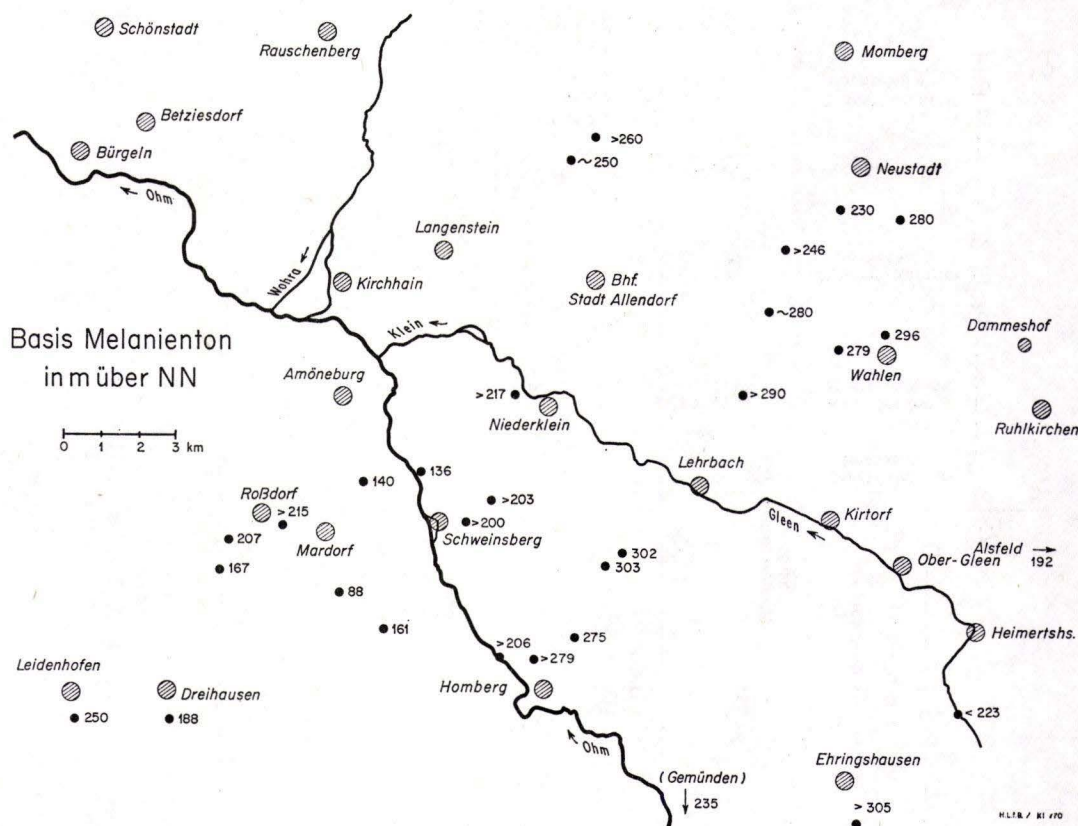 Schönstadt
Rauschenberg
Momberg
Betziesdorf
Bürgeln
>260
~250
Neustadt
← Ohm
230
280
Langenstein
>246
Wohra ←
Kirchhain
Bhf.
Stadt Allendorf
~280
Klein ←
Basis Melanienton
in m über NN
296
Dammeshof
279
Wahlen
Amöneburg
>217
>290
Niederklein
Ruhlkirchen
0 1 2 3 km
136
Lehrbach
140
>203
Roßdorf
>215
>200
Kirtorf
207
Mardorf
Schweinsberg
Gleen ←
302
Alsfeld →
192
303
Ober-Gleen
167
88
161
275
Heimertshs.
>206
>279
Leidenhofen
Dreihausen
Homberg
250
188
< 223
← Ohm
Ehringshausen
(Gemünden)
↓ 235
> 305